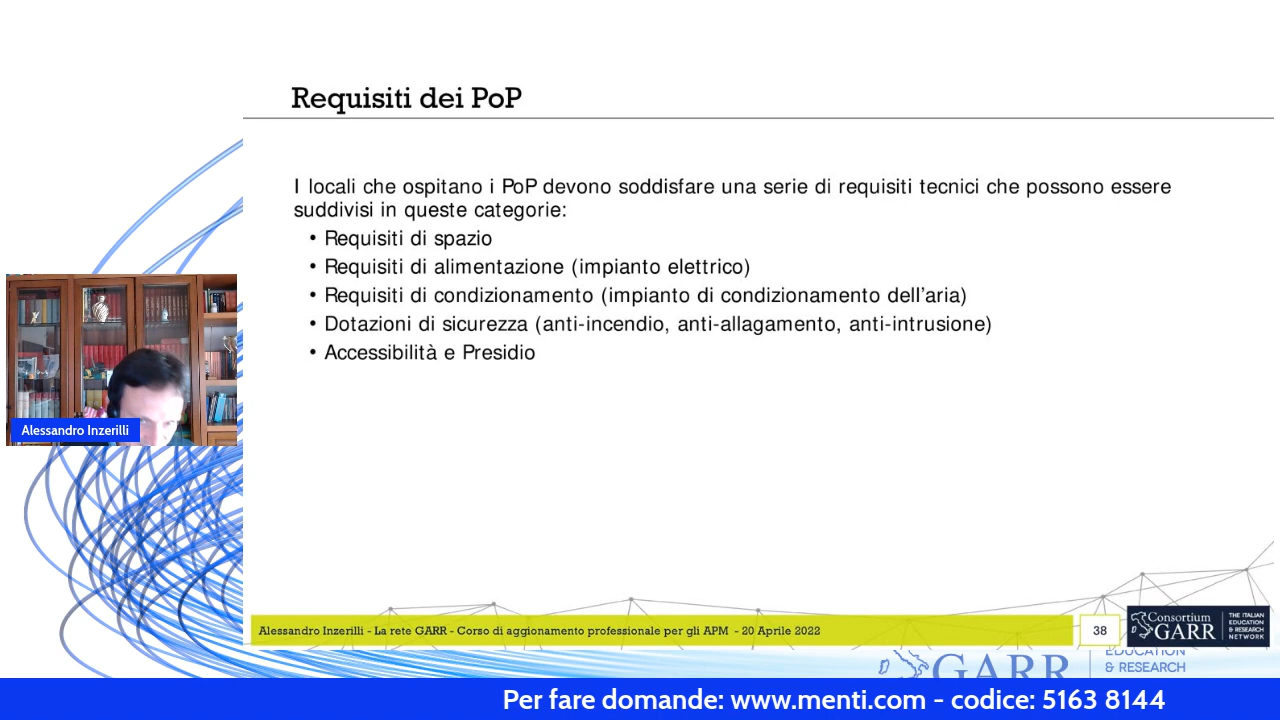 Requisiti dei PoP
I locali che ospitano i PoP devono soddisfare una serie di requisiti tecnici che possono essere
suddivisi in queste categorie:
• Requisiti di spazio
• Requisiti di alimentazione (impianto elettrico)
• Requisiti di condizionamento (impianto di condizionamento dell'aria)
• Dotazioni di sicurezza (anti-incendio, anti-allagamento, anti-intrusione)
• Accessibilità e Presidio
Alessandro Inzerilli
Alessandro Inzerilli - La rete GARR - Corso di aggionamento professionale per gli APM - 20 Aprile 2022
38
Consortium
GARR
THE ITALIAN
EDUCATION
& RESEARCH
NETWORK
GARR
EDUCATION
& RESEARCH
Per fare domande: www.menti.com - codice: 5163 8144